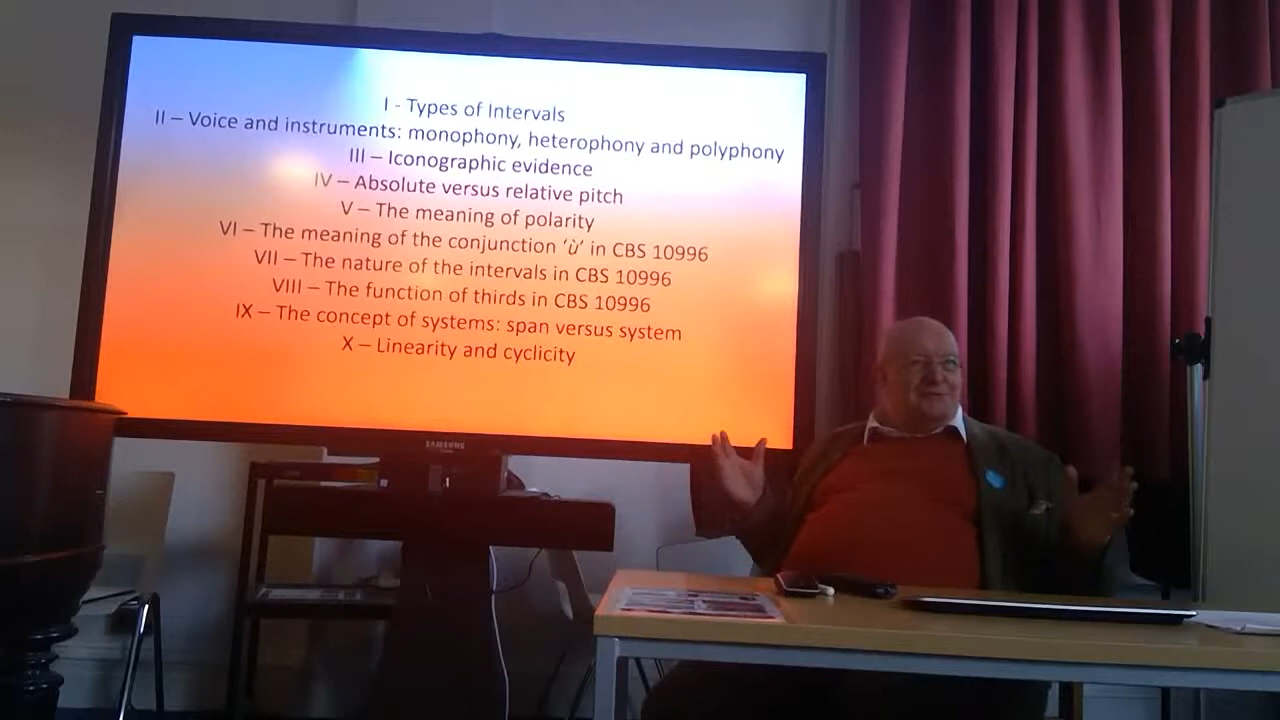 I - Types of Intervals
II – Voice and instruments: monophony, heterophony and polyphony
III – Iconographic evidence
IV – Absolute versus relative pitch
V – The meaning of polarity
VI – The meaning of the conjunction ‘ù’ in CBS 10996
VII – The nature of the intervals in CBS 10996
VIII – The function of thirds in CBS 10996
IX – The concept of systems: span versus system
X – Linearity and cyclicity
SAMSUNG